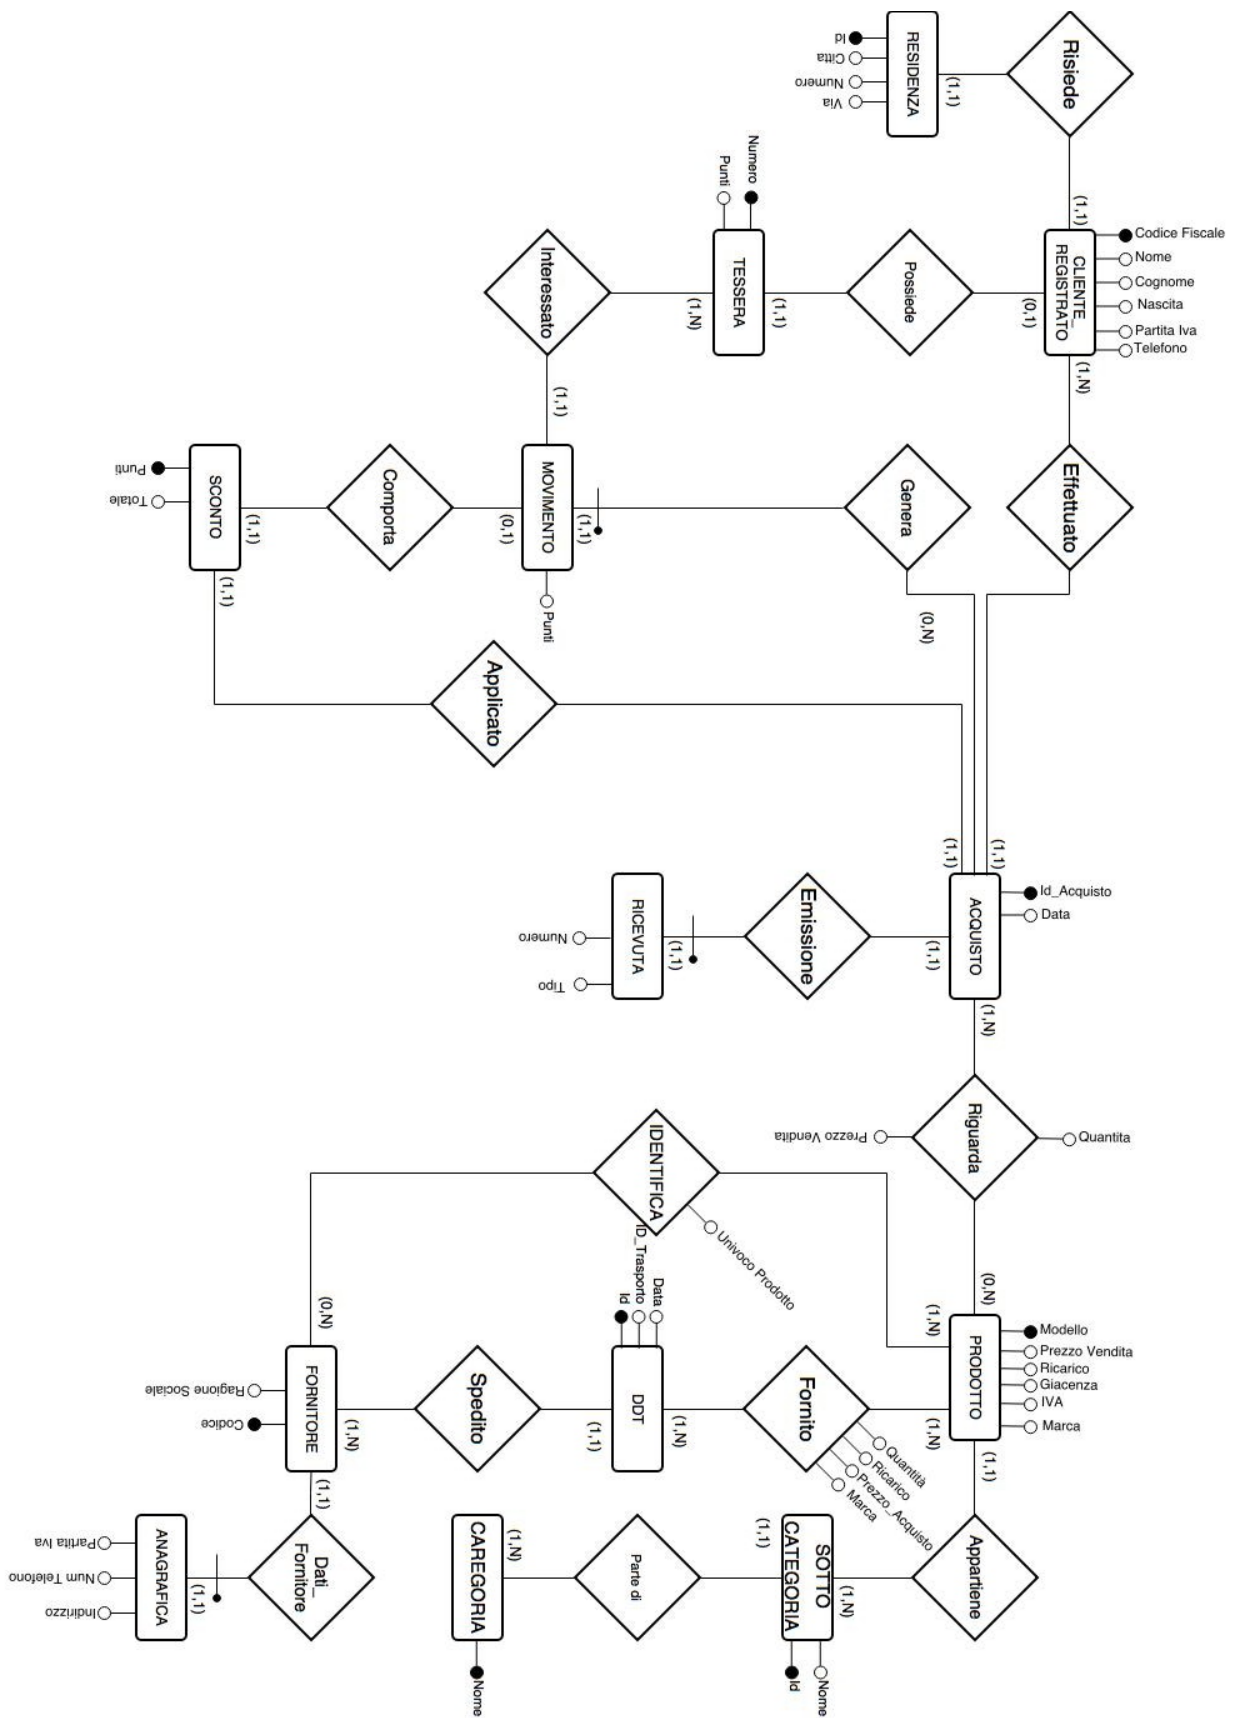 Risiede
RESIDENZA
Id
Citta
Numero
Via
(1,1)
(1,1)
CLIENTE_
REGISTRATO
Codice Fiscale
Nome
Cognome
Nascita
Partita Iva
Telefono
(0,1)
(1,N)
Possiede
(1,1)
TESSERA
Numero
Punti
(1,N)
Interessato
(1,1)
MOVIMENTO
Punti
(1,1)
(0,1)
Comporta
(1,1)
SCONTO
Punti
Totale
(1,1)
Genera
(0,N)
Effettuato
Applicato
(1,1)
(1,1)
ACQUISTO
Id_Acquisto
Data
(1,1)
Emissione
(1,1)
RICEVUTA
Numero
Tipo
(1,N)
Riguarda
Quantita
Prezzo Vendita
(0,N)
IDENTIFICA
Univoco Prodotto
(1,N)
PRODOTTO
Modello
Prezzo Vendita
Ricarico
Giacenza
IVA
Marca
(1,N)
(1,1)
Fornito
Quantità
Ricarico
Prezzo_Acquisto
Marca
(1,N)
DDT
Data
ID_Trasporto
Id
(1,1)
Spedito
(1,N)
(0,N)
FORNITORE
Ragione Sociale
Codice
(1,1)
Dati_
Fornitore
(1,1)
ANAGRAFICA
Partita Iva
Num Telefono
Indirizzo
Appartiene
(1,N)
SOTTO
CATEGORIA
Nome
Id
(1,1)
Parte di
(1,N)
CAREGORIA
Nome